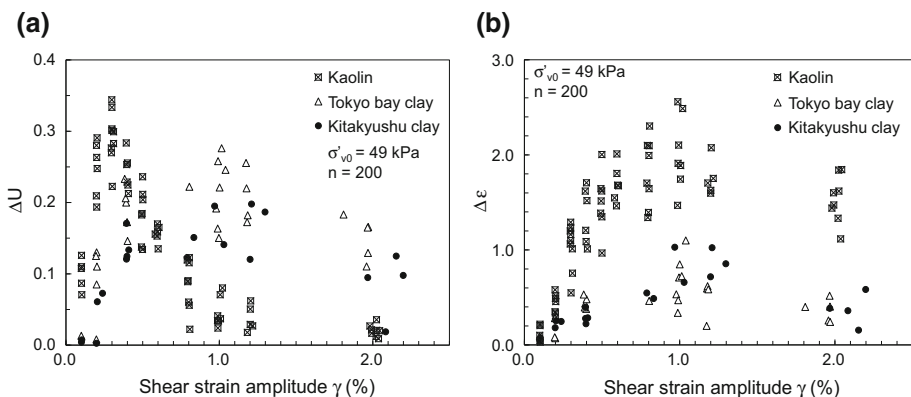 (a)
0.4
0.3
0.2
0.1
0.0
ΔU
Kaolin
Tokyo bay clay
Kitakyushu clay
σ'v0 = 49 kPa
n = 200
0.0
1.0
2.0
Shear strain amplitude γ (%)
(b)
3.0
2.0
1.0
0.0
Δε
σ'v0 = 49 kPa
n = 200
Kaolin
Tokyo bay clay
Kitakyushu clay
0.0
1.0
2.0
Shear strain amplitude γ (%)